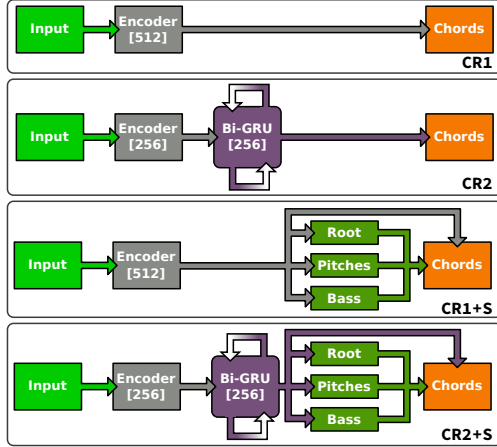 Input
Encoder
[512]
Chords
CR1
Input
Encoder
[256]
Bi-GRU
[256]
Chords
CR2
Input
Encoder
[512]
Root
Pitches
Bass
Chords
CR1+S
Input
Encoder
[256]
Bi-GRU
[256]
Root
Pitches
Bass
Chords
CR2+S